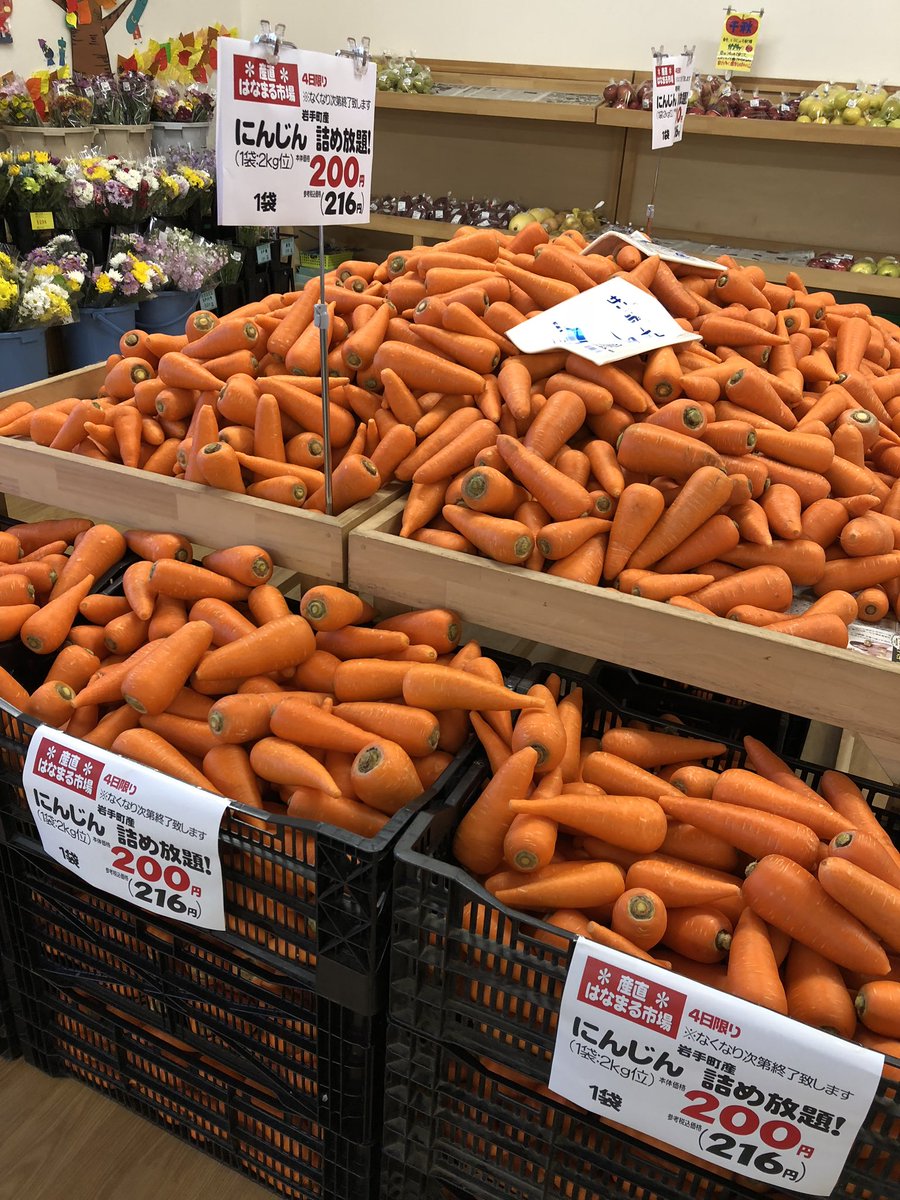 千秋
産直
はなまる市場
4日限り
※なくなり次第終了致します
岩手町産
にんじん 詰め放題!
(1袋:2kg位) 本体価格 200円
1袋 参考税込価格 (216円)
産直
はなまる市場
4日限り
※なくなり次第終了致します
岩手町産
にんじん 詰め放題!
(1袋:2kg位) 本体価格 200円
1袋 参考税込価格 (216円)
産直
はなまる市場
4日限り
※なくなり次第終了致します
岩手町産
にんじん 詰め放題!
(1袋:2kg位) 本体価格 200円
1袋 参考税込価格 (216円)